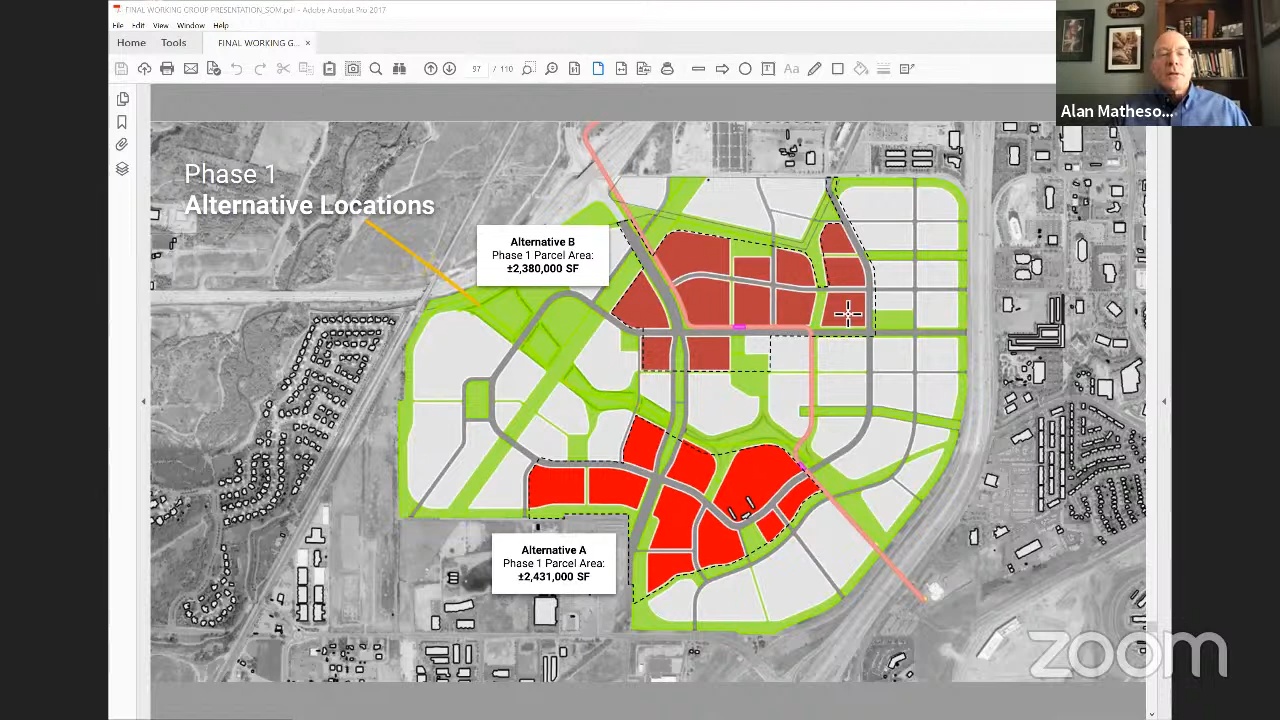 FINAL WORKING GROUP PRESENTATION_SOM.pdf - Adobe Acrobat Pro 2017
File Edit View Window Help
Home Tools FINAL WORKING G... ×
Alan Matheso...
Phase 1
Alternative Locations
Alternative B
Phase 1 Parcel Area:
±2,380,000 SF
Alternative A
Phase 1 Parcel Area:
±2,431,000 SF
zoom